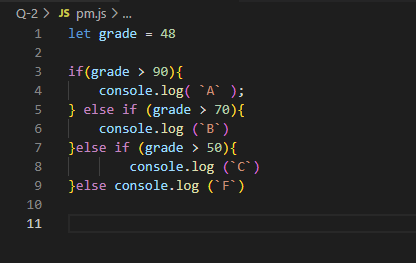 Q-2 > JS pm.js > ...
1 let grade = 48
2
3 if(grade > 90){
4     console.log( `A` );
5 } else if (grade > 70){
6     console.log (`B`)
7 }else if (grade > 50){
8         console.log (`C`)
9 }else console.log (`F`)
10
11